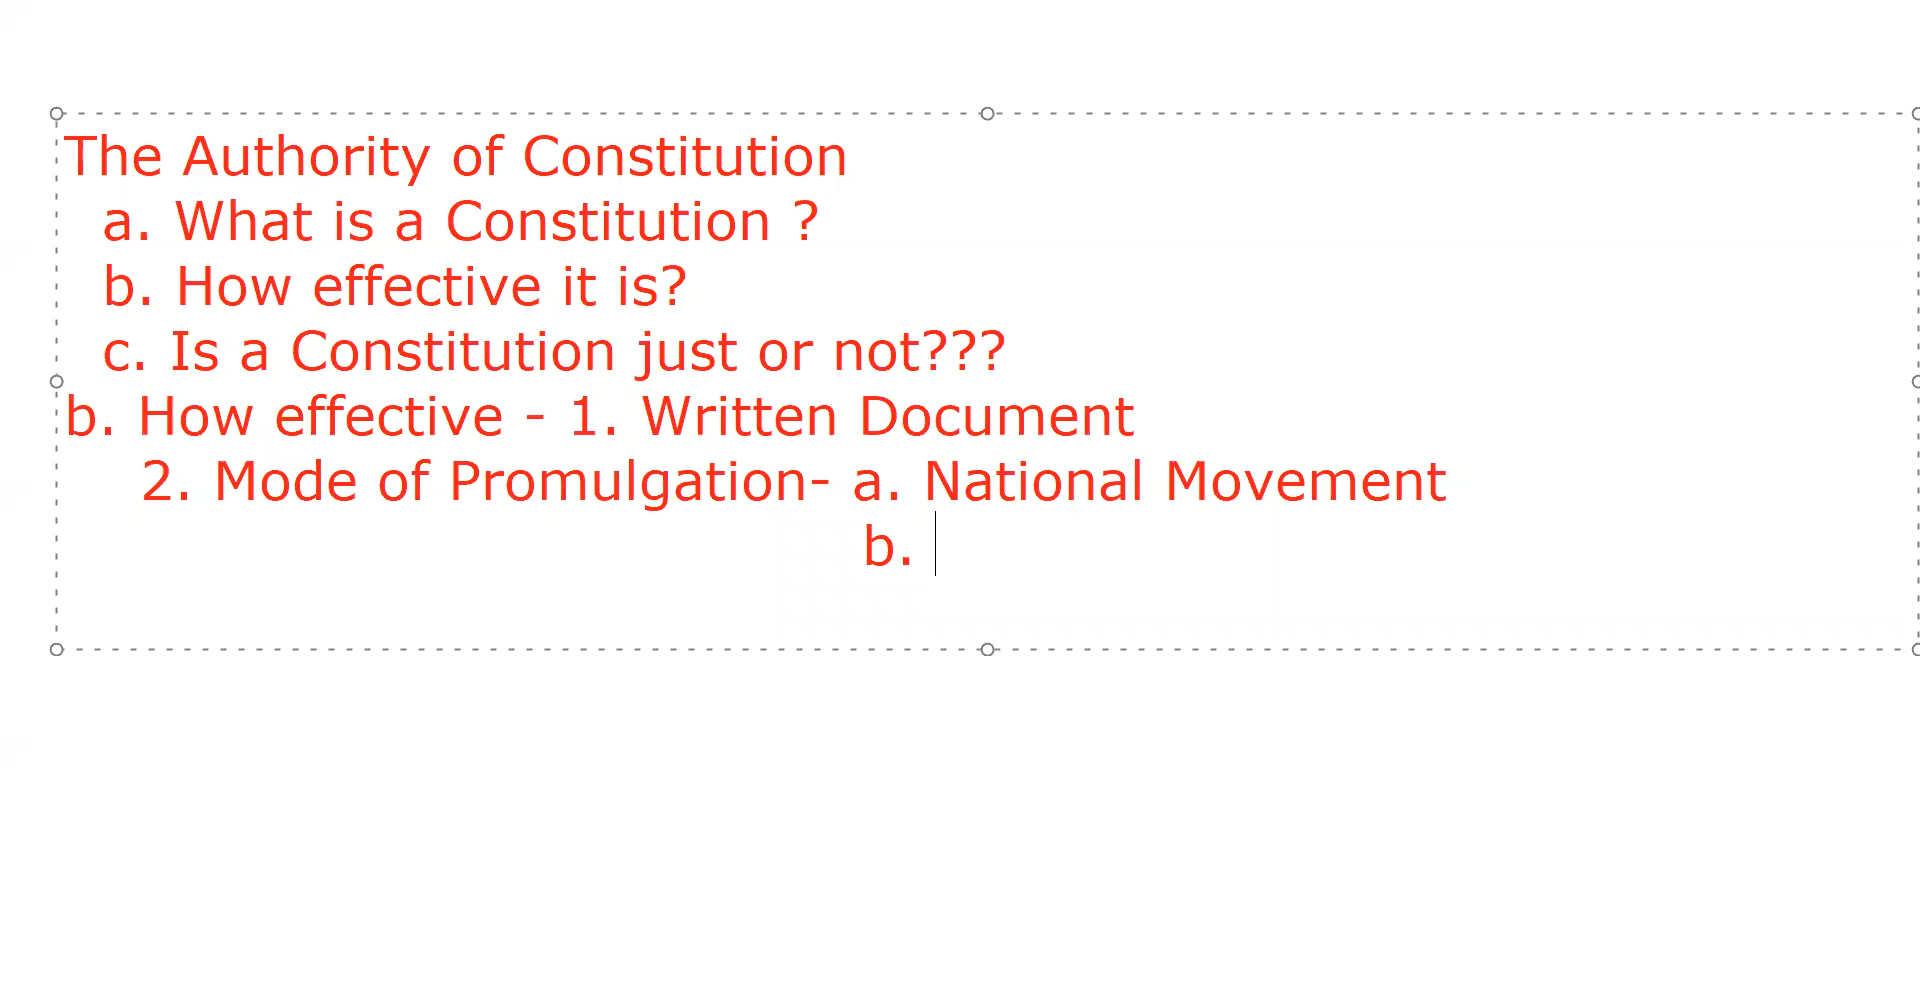 The Authority of Constitution
a. What is a Constitution ?
b. How effective it is?
c. Is a Constitution just or not???
b. How effective - 1. Written Document
2. Mode of Promulgation- a. National Movement
b.